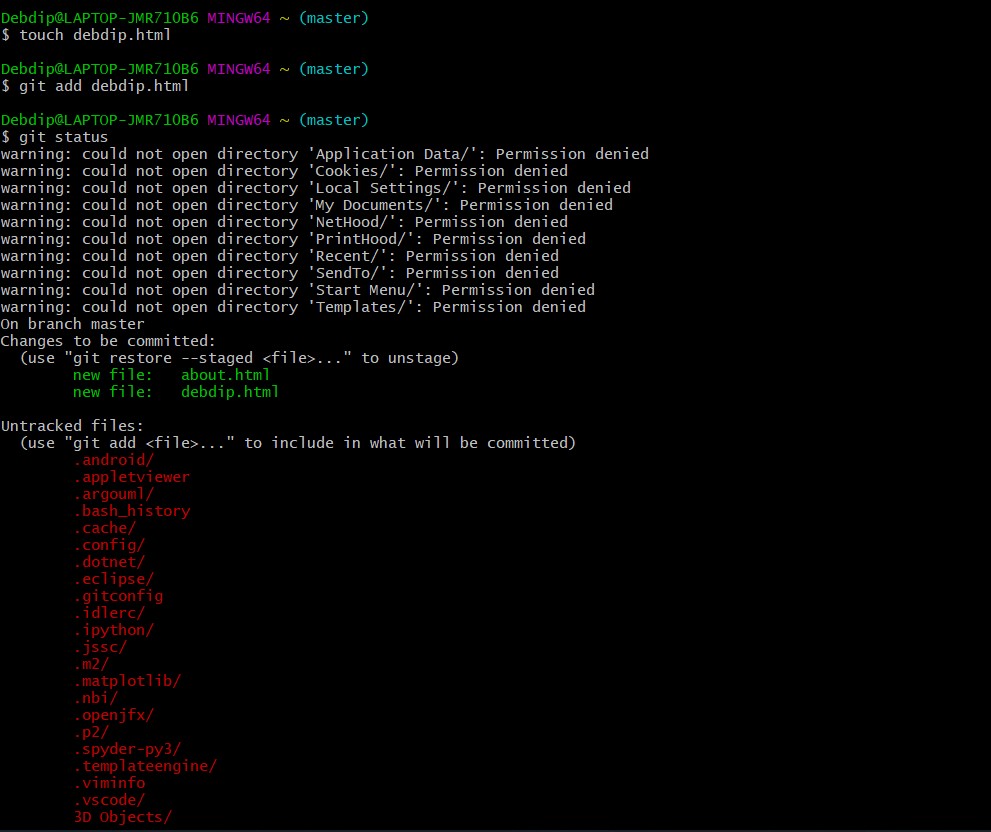 Debdip@LAPTOP-JMR71OB6 MINGW64 ~ (master)
$ touch debdip.html
Debdip@LAPTOP-JMR71OB6 MINGW64 ~ (master)
$ git add debdip.html
Debdip@LAPTOP-JMR71OB6 MINGW64 ~ (master)
$ git status
warning: could not open directory 'Application Data/': Permission denied
warning: could not open directory 'Cookies/': Permission denied
warning: could not open directory 'Local Settings/': Permission denied
warning: could not open directory 'My Documents/': Permission denied
warning: could not open directory 'NetHood/': Permission denied
warning: could not open directory 'PrintHood/': Permission denied
warning: could not open directory 'Recent/': Permission denied
warning: could not open directory 'SendTo/': Permission denied
warning: could not open directory 'Start Menu/': Permission denied
warning: could not open directory 'Templates/': Permission denied
On branch master
Changes to be committed:
  (use "git restore --staged <file>..." to unstage)
        new file:   about.html
        new file:   debdip.html
Untracked files:
  (use "git add <file>..." to include in what will be committed)
        .android/
        .appletviewer
        .argouml/
        .bash_history
        .cache/
        .config/
        .dotnet/
        .eclipse/
        .gitconfig
        .idlerc/
        .ipython/
        .jssc/
        .m2/
        .matplotlib/
        .nbi/
        .openjfx/
        .p2/
        .spyder-py3/
        .templateengine/
        .viminfo
        .vscode/
        3D Objects/